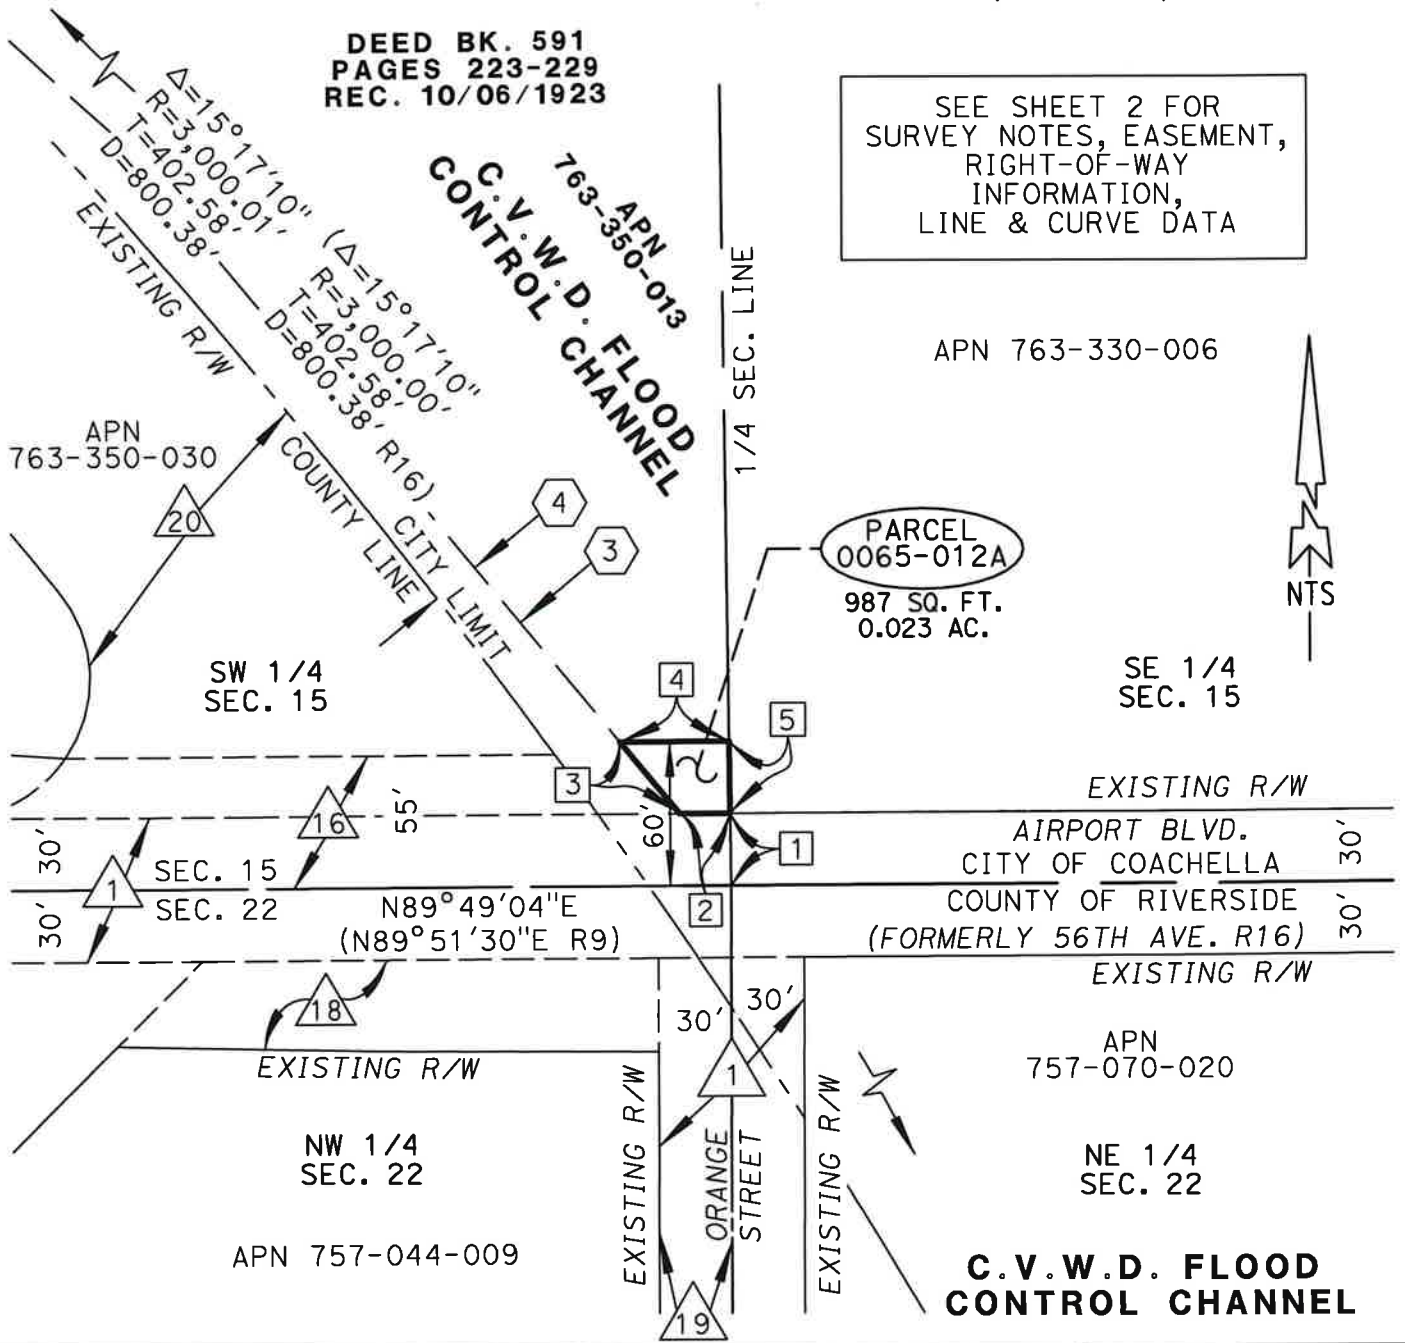 DEED BK. 591
PAGES 223-229
REC. 10/06/1923
SEE SHEET 2 FOR
SURVEY NOTES, EASEMENT,
RIGHT-OF-WAY
INFORMATION,
LINE & CURVE DATA
Δ=15°17'10"
R=3,000.01'
T=402.58'
D=800.38'
(Δ=15°17'10"
R=3,000.00'
T=402.58'
D=800.38' R16)
EXISTING R/W
C.V.W.D. FLOOD
CONTROL CHANNEL
APN
763-350-013
1/4 SEC. LINE
APN 763-330-006
APN
763-350-030
20
COUNTY LINE
CITY LIMIT
4
3
PARCEL
0065-012A
987 SQ. FT.
0.023 AC.
NTS
SW 1/4
SEC. 15
SE 1/4
SEC. 15
4
5
3
EXISTING R/W
16
55'
60'
1
2
30'
30'
1
SEC. 15
SEC. 22
N89°49'04"E
(N89°51'30"E R9)
AIRPORT BLVD.
CITY OF COACHELLA
COUNTY OF RIVERSIDE
(FORMERLY 56TH AVE. R16)
30'
30'
EXISTING R/W
18
EXISTING R/W
30'
30'
1
APN
757-070-020
NW 1/4
SEC. 22
EXISTING R/W
ORANGE
STREET
EXISTING R/W
NE 1/4
SEC. 22
APN 757-044-009
19
C.V.W.D. FLOOD
CONTROL CHANNEL